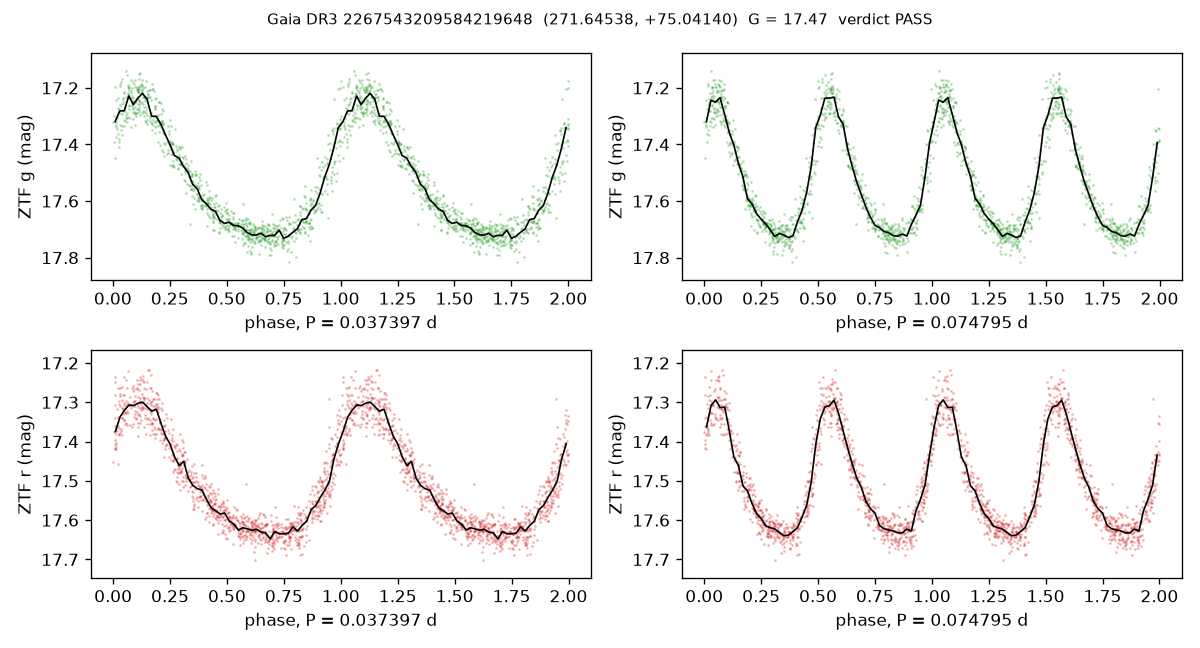 Gaia DR3 2267543209584219648  (271.64538, +75.04140)  G = 17.47  verdict PASS
ZTF g (mag)
17.2
17.4
17.6
17.8
0.00 0.25 0.50 0.75 1.00 1.25 1.50 1.75 2.00
phase, P = 0.037397 d
ZTF g (mag)
17.2
17.4
17.6
17.8
0.00 0.25 0.50 0.75 1.00 1.25 1.50 1.75 2.00
phase, P = 0.074795 d
ZTF r (mag)
17.2
17.3
17.4
17.5
17.6
17.7
0.00 0.25 0.50 0.75 1.00 1.25 1.50 1.75 2.00
phase, P = 0.037397 d
ZTF r (mag)
17.2
17.3
17.4
17.5
17.6
17.7
0.00 0.25 0.50 0.75 1.00 1.25 1.50 1.75 2.00
phase, P = 0.074795 d